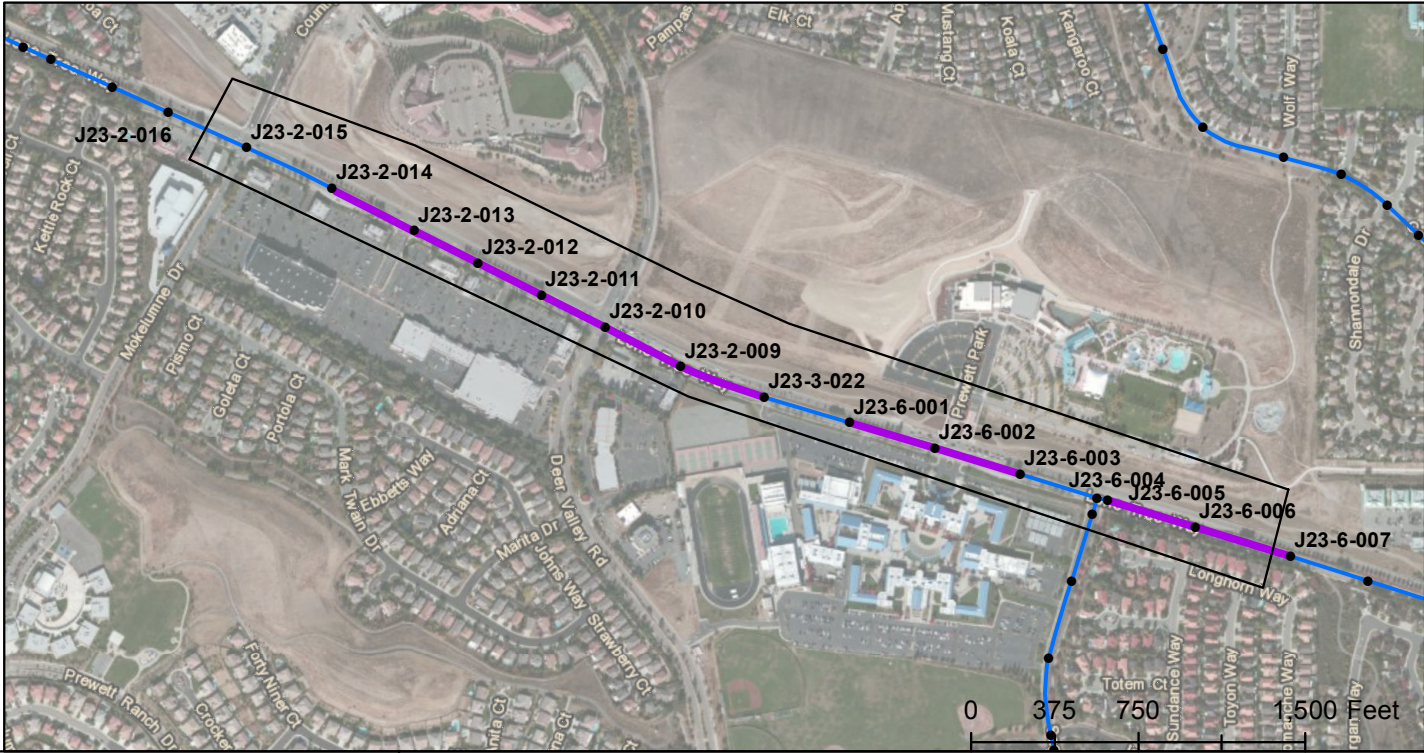 Elk Ct
Mustang Ct
Koala Ct
Kangaroo Ct
Pampas
Wolf Way
J23-2-016
J23-2-015
J23-2-014
J23-2-013
J23-2-012
J23-2-011
J23-2-010
J23-2-009
J23-3-022
J23-6-001
J23-6-002
J23-6-003
J23-6-004
J23-6-005
J23-6-006
J23-6-007
KettleRock Ct
Mokelumne Dr
Pismo Ct
Goleta Ct
Portola Ct
Mark Twain Dr
Ebbetts Way
Adriana Ct
Marita Dr
Johns Way
Strawberry Ct
Deer Valley Rd
Prewett Park
Shannondale Dr
Longhorn Way
Totem Ct
Sundance Way
Toyon Way
Prewett Ranch Dr
Forty Niner Ct
0 375 750 1500 Feet